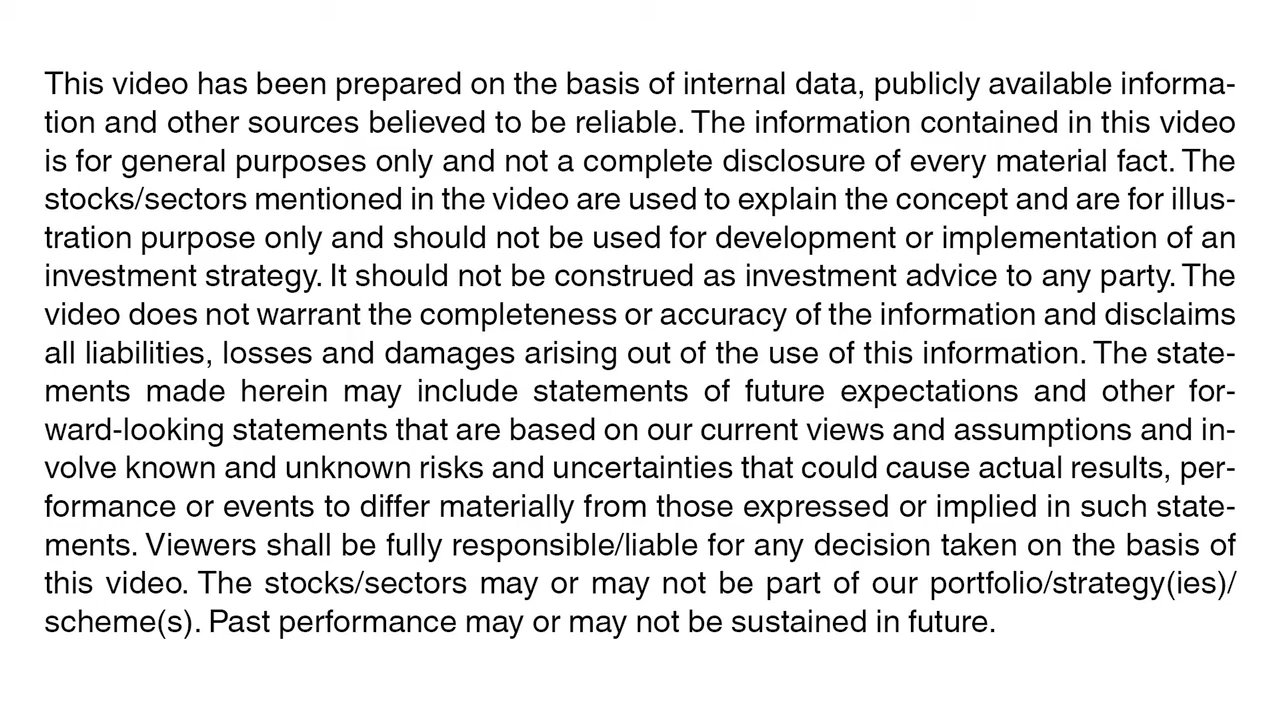 This video has been prepared on the basis of internal data, publicly available informa-
tion and other sources believed to be reliable. The information contained in this video
is for general purposes only and not a complete disclosure of every material fact. The
stocks/sectors mentioned in the video are used to explain the concept and are for illus-
tration purpose only and should not be used for development or implementation of an
investment strategy. It should not be construed as investment advice to any party. The
video does not warrant the completeness or accuracy of the information and disclaims
all liabilities, losses and damages arising out of the use of this information. The state-
ments made herein may include statements of future expectations and other for-
ward-looking statements that are based on our current views and assumptions and in-
volve known and unknown risks and uncertainties that could cause actual results, per-
formance or events to differ materially from those expressed or implied in such state-
ments. Viewers shall be fully responsible/liable for any decision taken on the basis of
this video. The stocks/sectors may or may not be part of our portfolio/strategy(ies)/
scheme(s). Past performance may or may not be sustained in future.